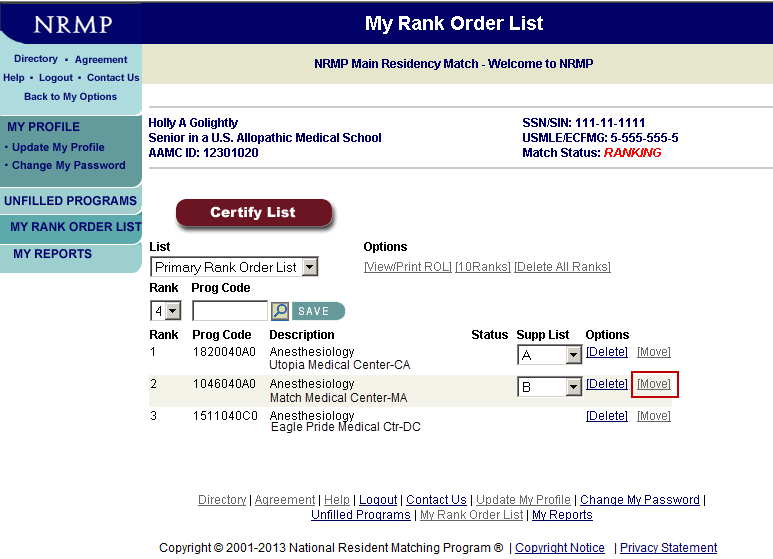 NRMP
My Rank Order List
Directory ▪ Agreement
Help ▪ Logout ▪ Contact Us
Back to My Options
NRMP Main Residency Match - Welcome to NRMP
MY PROFILE
▪ Update My Profile
▪ Change My Password
UNFILLED PROGRAMS
MY RANK ORDER LIST
MY REPORTS
Holly A Golightly SSN/SIN: 111-11-1111
Senior in a U.S. Allopathic Medical School USMLE/ECFMG: 5-555-555-5
AAMC ID: 12301020 Match Status: RANKING
Certify List
List Options
Primary Rank Order List [View/Print ROL] [10Ranks] [Delete All Ranks]
Rank Prog Code
4 SAVE
Rank Prog Code Description Status Supp List Options
1 1820040A0 Anesthesiology A [Delete] [Move]
Utopia Medical Center-CA
2 1046040A0 Anesthesiology B [Delete] [Move]
Match Medical Center-MA
3 1511040C0 Anesthesiology [Delete] [Move]
Eagle Pride Medical Ctr-DC
Directory | Agreement | Help | Logout | Contact Us | Update My Profile | Change My Password |
Unfilled Programs | My Rank Order List | My Reports
Copyright © 2001-2013 National Resident Matching Program ® | Copyright Notice | Privacy Statement